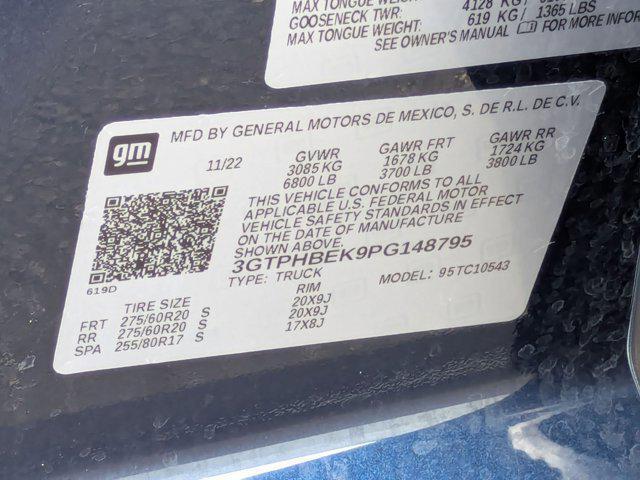 MAX TONGUE WEIGHT:
GOOSENECK TWR: 4128 KG/
MAX TONGUE WEIGHT: 619 KG/ 1365 LBS
SEE OWNER'S MANUAL FOR MORE INFOR
MFD BY GENERAL MOTORS DE MEXICO, S. DE R.L. DE C.V.
gm
11/22 GVWR GAWR FRT GAWR RR
3085 KG 1678 KG 1724 KG
6800 LB 3700 LB 3800 LB
THIS VEHICLE CONFORMS TO ALL
APPLICABLE U.S. FEDERAL MOTOR
VEHICLE SAFETY STANDARDS IN EFFECT
ON THE DATE OF MANUFACTURE
SHOWN ABOVE.
3GTPHBEK9PG148795
TYPE: TRUCK MODEL: 95TC10543
619D
TIRE SIZE RIM
FRT 275/60R20 S 20X9J
RR 275/60R20 S 20X9J
SPA 255/80R17 S 17X8J